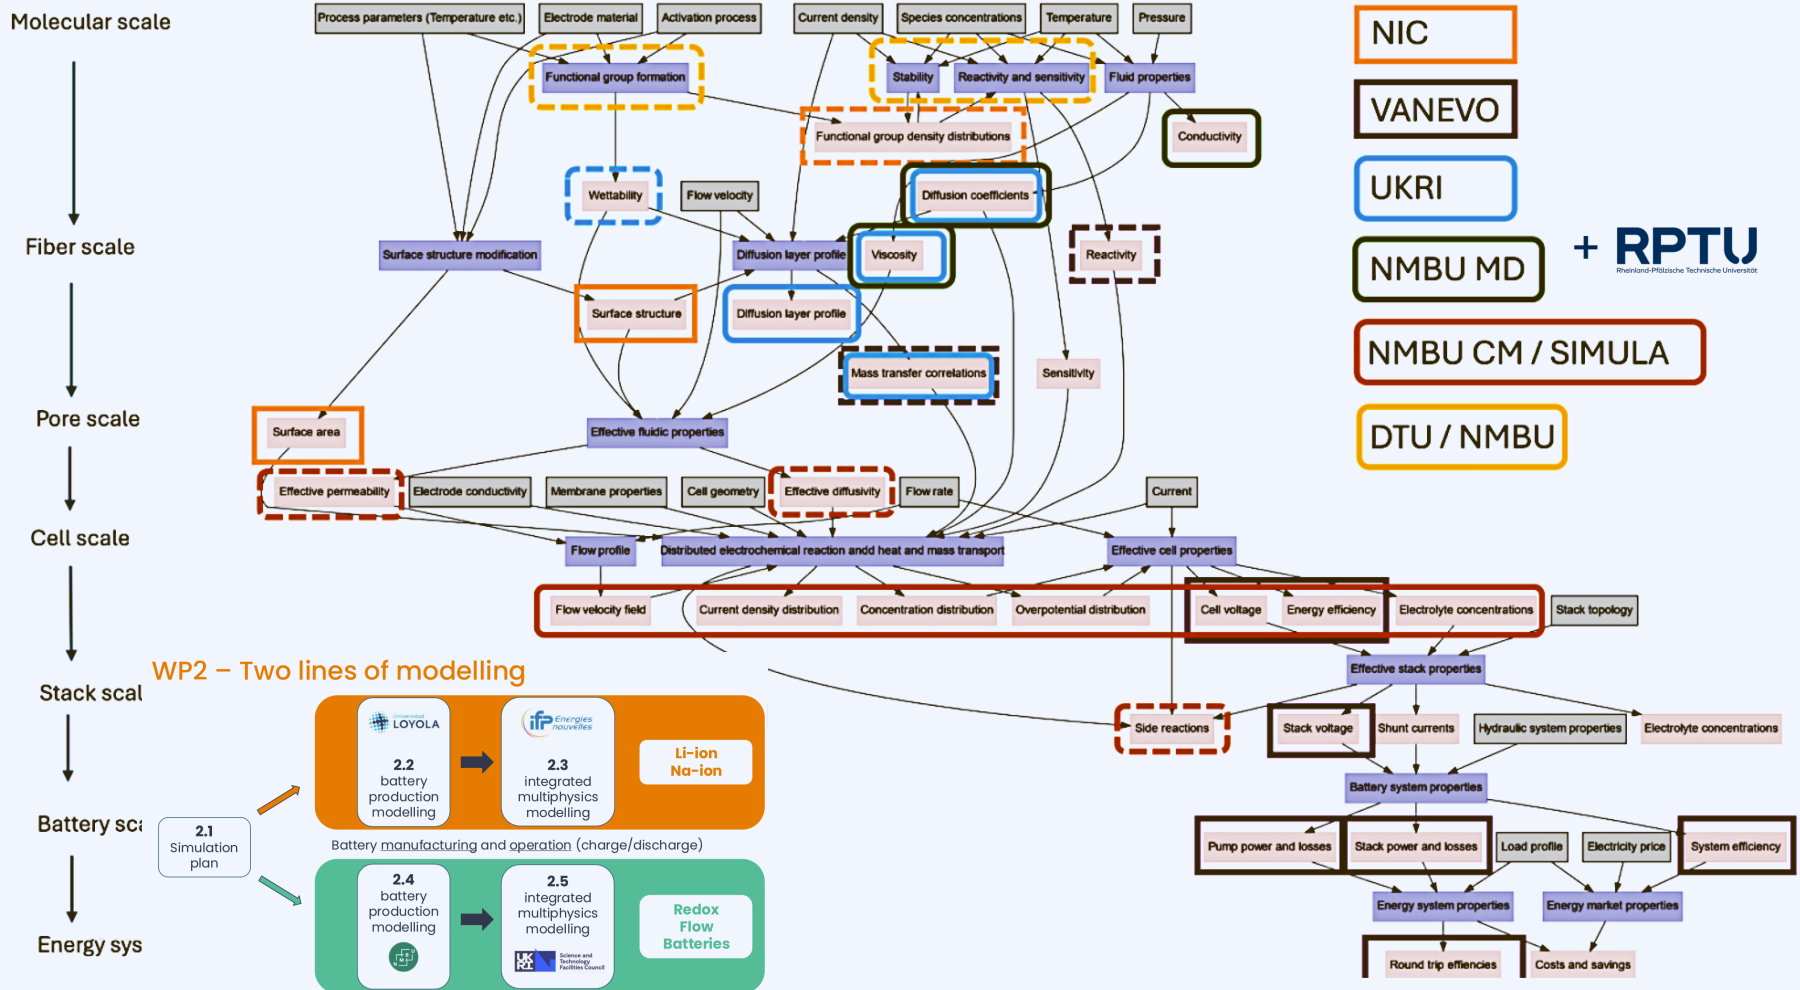 Molecular scale
Process parameters (Temperature etc.)
Electrode material
Activation process
Current density
Species concentrations
Temperature
Pressure
NIC
Functional group formation
Stability
Reactivity and sensitivity
Fluid properties
VANEVO
Functional group density distributions
Conductivity
Wettability
Flow velocity
Diffusion coefficients
UKRI
Fiber scale
Surface structure modification
Diffusion layer profile
Viscosity
Reactivity
NMBU MD
+ RPTU
Rheinland-Pfälzische Technische Universität
Surface structure
Diffusion layer profile
NMBU CM / SIMULA
Mass transfer correlations
Sensitivity
Pore scale
Surface area
Effective fluidic properties
DTU / NMBU
Effective permeability
Electrode conductivity
Membrane properties
Cell geometry
Effective diffusivity
Flow rate
Current
Cell scale
Flow profile
Distributed electrochemical reaction andd heat and mass transport
Effective cell properties
Flow velocity field
Current density distribution
Concentration distribution
Overpotential distribution
Cell voltage
Energy efficiency
Electrolyte concentrations
Stack topology
WP2 – Two lines of modelling
Effective stack properties
Stack scal
Side reactions
Stack voltage
Shunt currents
Hydraulic system properties
Electrolyte concentrations
Universidad
LOYOLA
ifp Energies
nouvelles
2.2
battery
production
modelling
2.3
integrated
multiphysics
modelling
Li-ion
Na-ion
Battery system properties
Battery sca
2.1
Simulation
plan
Battery manufacturing and operation (charge/discharge)
Pump power and losses
Stack power and losses
Load profile
Electricity price
System efficiency
2.4
battery
production
modelling
NMBU
2.5
integrated
multiphysics
modelling
UKRI
Science and
Technology
Facilities Council
Redox
Flow
Batteries
Energy system properties
Energy market properties
Energy sys
Round trip effiencies
Costs and savings